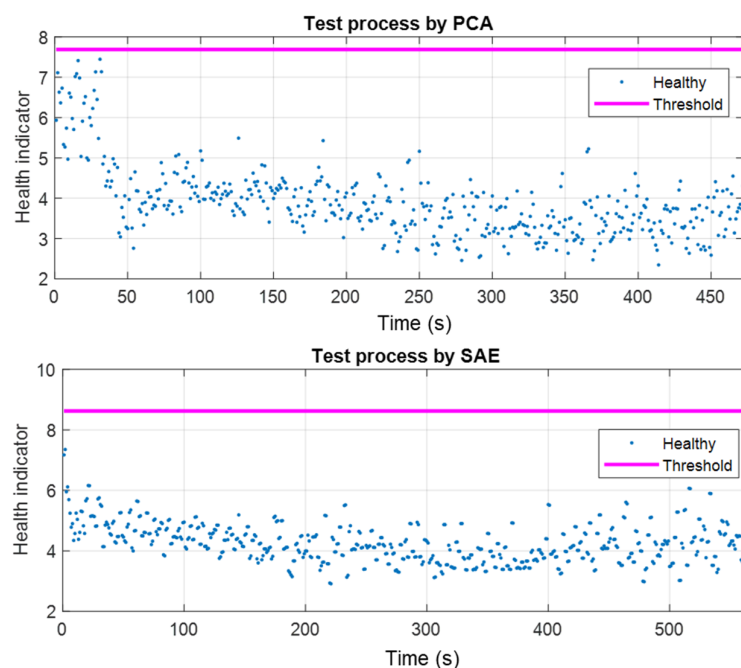 Test process by PCA
8
7
6
5
4
3
2
Health indicator
Healthy
Threshold
0 50 100 150 200 250 300 350 400 450
Time (s)
Test process by SAE
10
8
6
4
2
Health indicator
Healthy
Threshold
0 100 200 300 400 500
Time (s)